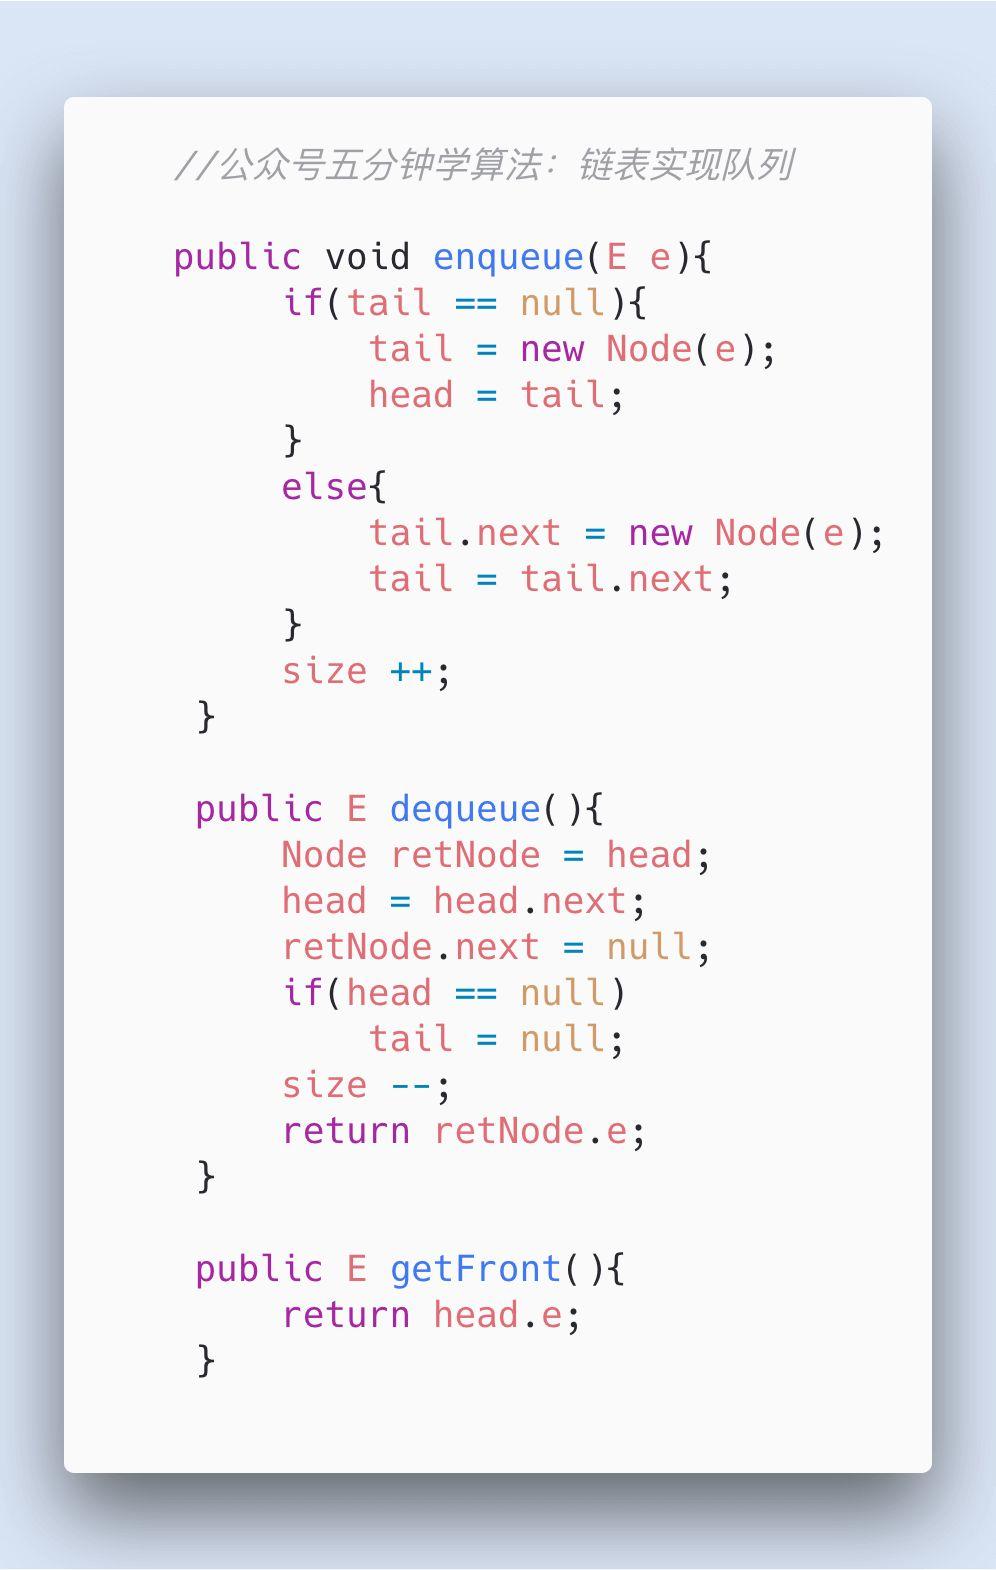 //公众号五分钟学算法：链表实现队列
public void enqueue(E e){
if(tail == null){
tail = new Node(e);
head = tail;
}
else{
tail.next = new Node(e);
tail = tail.next;
}
size ++;
}
public E dequeue(){
Node retNode = head;
head = head.next;
retNode.next = null;
if(head == null)
tail = null;
size --;
return retNode.e;
}
public E getFront(){
return head.e;
}